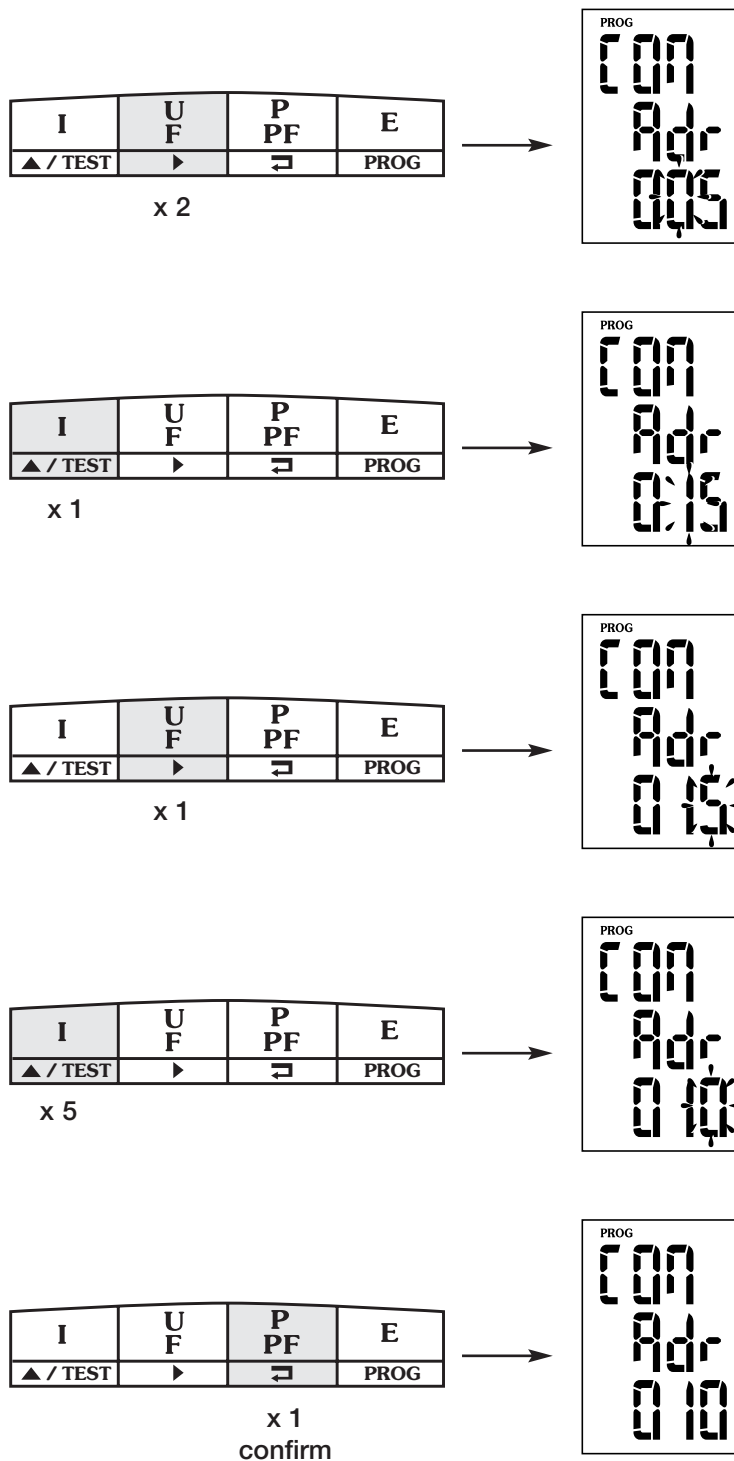 PROG
COM
Adr
005
I U F P PF E
▲ / TEST ▶ ⮌ PROG
x 2
PROG
COM
Adr
015
I U F P PF E
▲ / TEST ▶ ⮌ PROG
x 1
PROG
COM
Adr
015
I U F P PF E
▲ / TEST ▶ ⮌ PROG
x 1
PROG
COM
Adr
010
I U F P PF E
▲ / TEST ▶ ⮌ PROG
x 5
PROG
COM
Adr
010
I U F P PF E
▲ / TEST ▶ ⮌ PROG
x 1
confirm